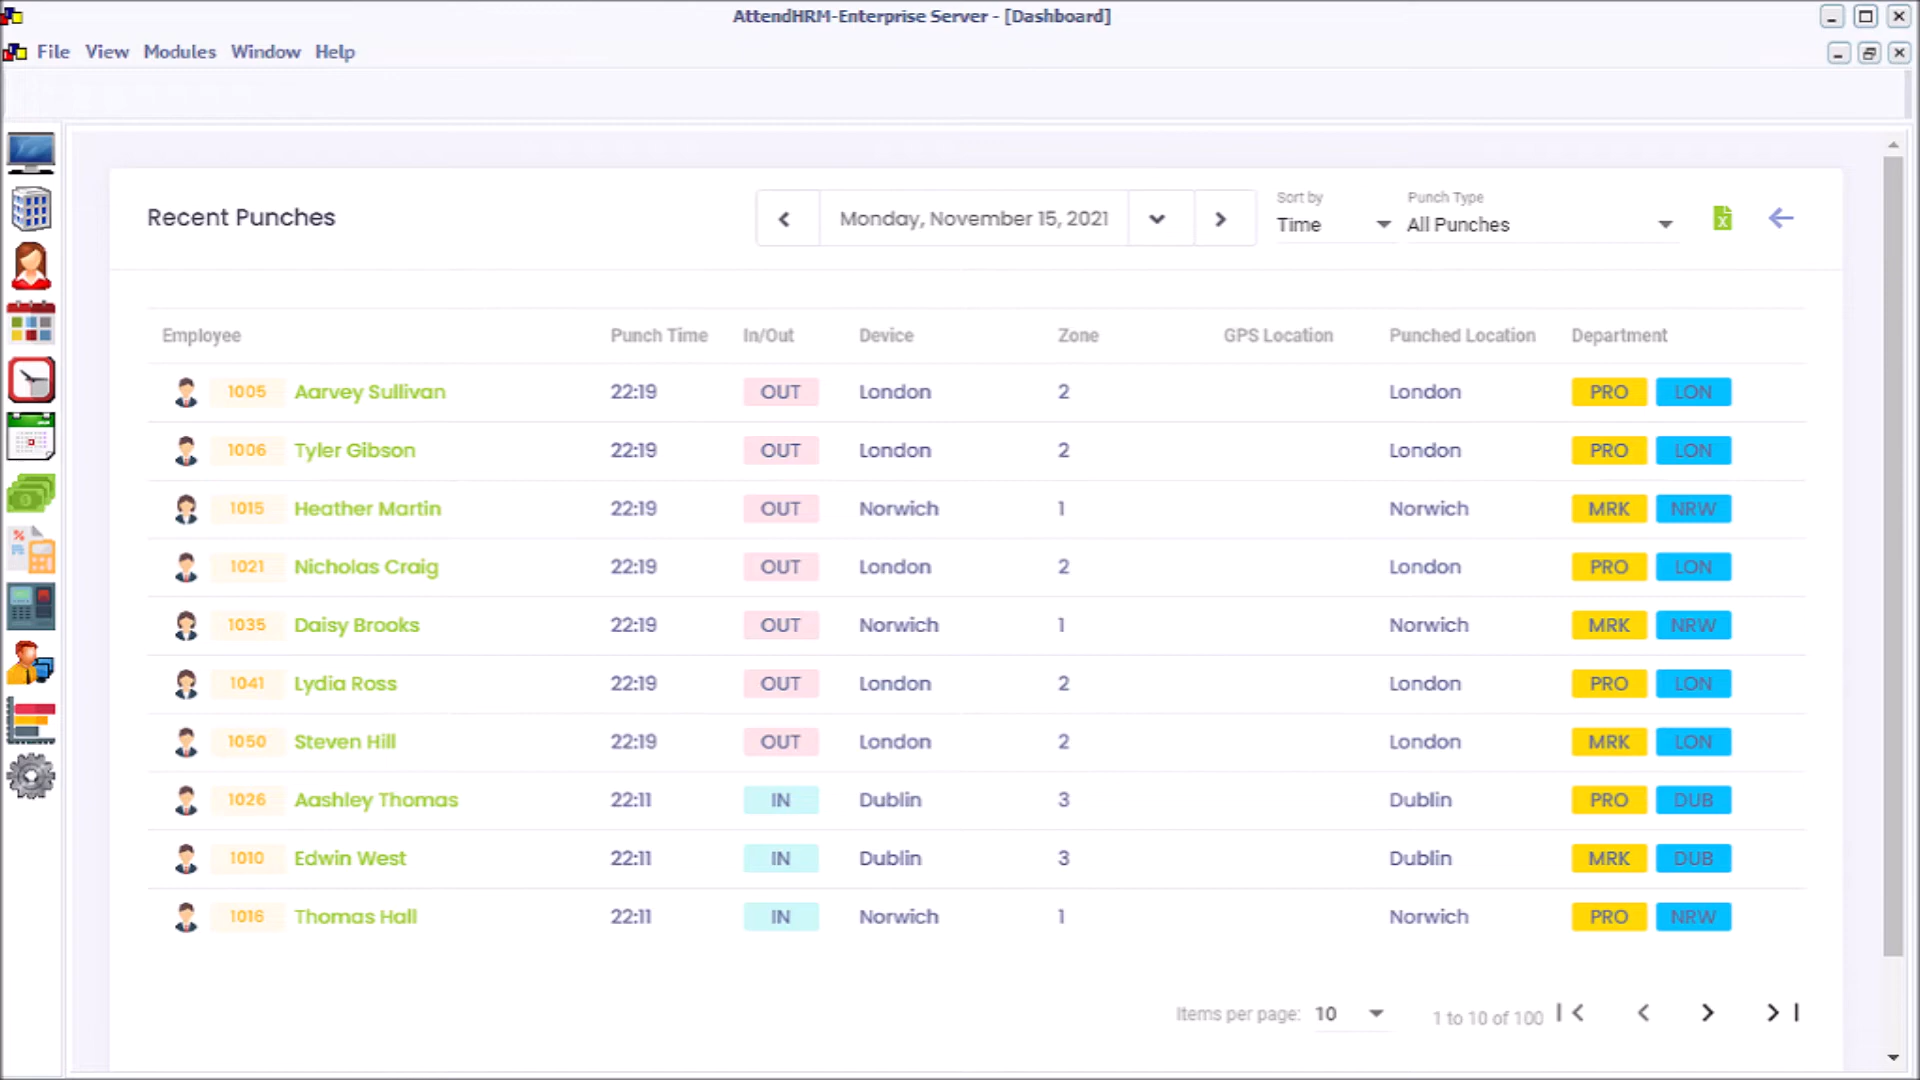 AttendHRM-Enterprise Server - [Dashboard]
File View Modules Window Help
Recent Punches
Monday, November 15, 2021
Sort by
Time
Punch Type
All Punches
Employee Punch Time In/Out Device Zone GPS Location Punched Location Department
1005 Aarvey Sullivan 22:19 OUT London 2 London PRO LON
1006 Tyler Gibson 22:19 OUT London 2 London PRO LON
1015 Heather Martin 22:19 OUT Norwich 1 Norwich MRK NRW
1021 Nicholas Craig 22:19 OUT London 2 London PRO LON
1035 Daisy Brooks 22:19 OUT Norwich 1 Norwich MRK NRW
1041 Lydia Ross 22:19 OUT London 2 London PRO LON
1050 Steven Hill 22:19 OUT London 2 London MRK LON
1026 Aashley Thomas 22:11 IN Dublin 3 Dublin PRO DUB
1010 Edwin West 22:11 IN Dublin 3 Dublin MRK DUB
1016 Thomas Hall 22:11 IN Norwich 1 Norwich PRO NRW
Items per page: 10 1 to 10 of 100